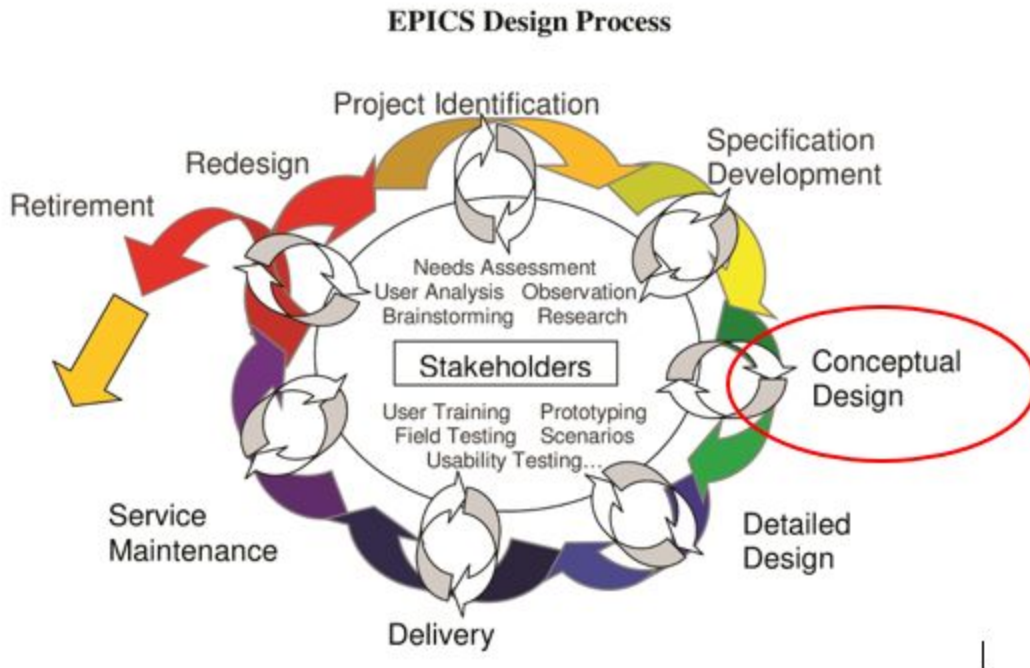 EPICS Design Process
Project Identification
Redesign
Specification
Development
Retirement
Needs Assessment
User Analysis Observation
Brainstorming Research
Stakeholders
Conceptual
Design
User Training Prototyping
Field Testing Scenarios
Usability Testing...
Service
Maintenance
Detailed
Design
Delivery